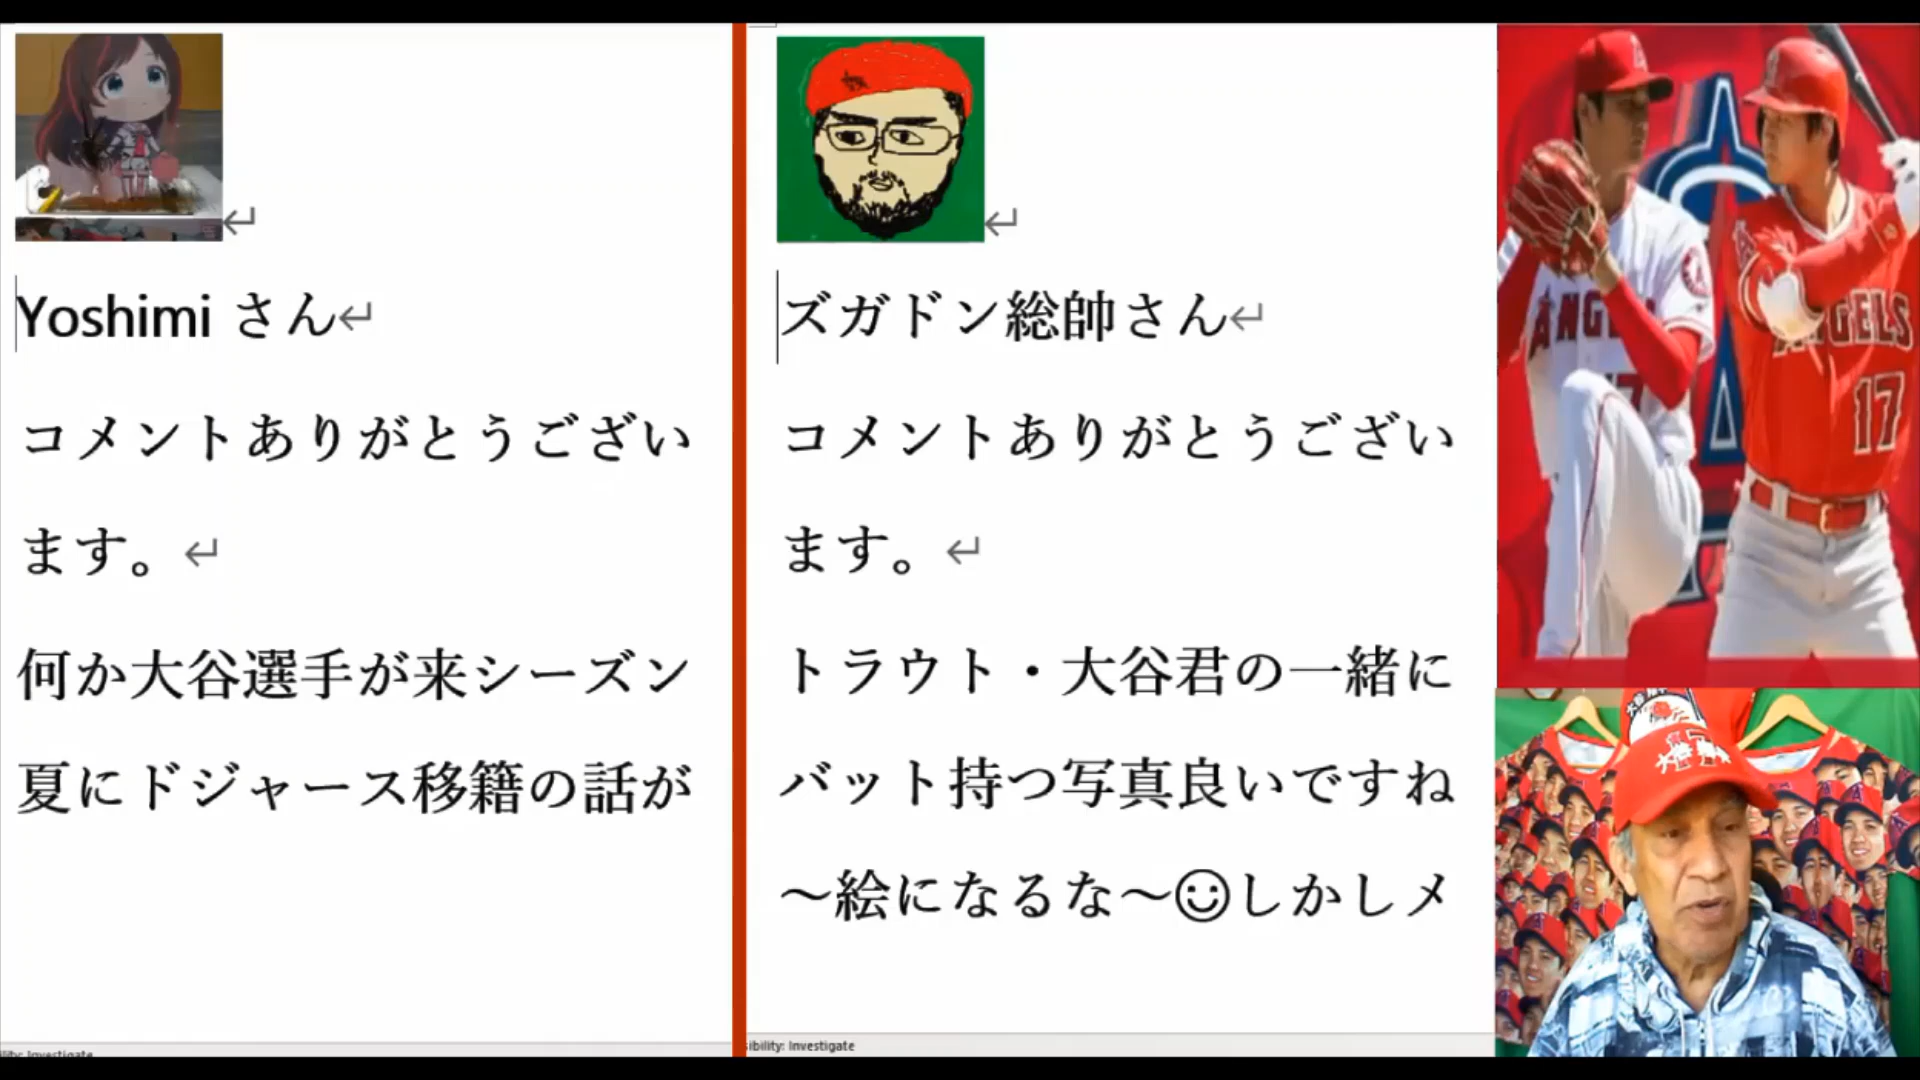 Yoshimi さん↵
コメントありがとうござい
ます。↵
何か大谷選手が来シーズン
夏にドジャース移籍の話が
ズガドン総帥さん↵
コメントありがとうござい
ます。↵
トラウト・大谷君の一緒に
バット持つ写真良いですね
～絵になるな～☺しかしメ
ibility: Investigate
ANGELS
17